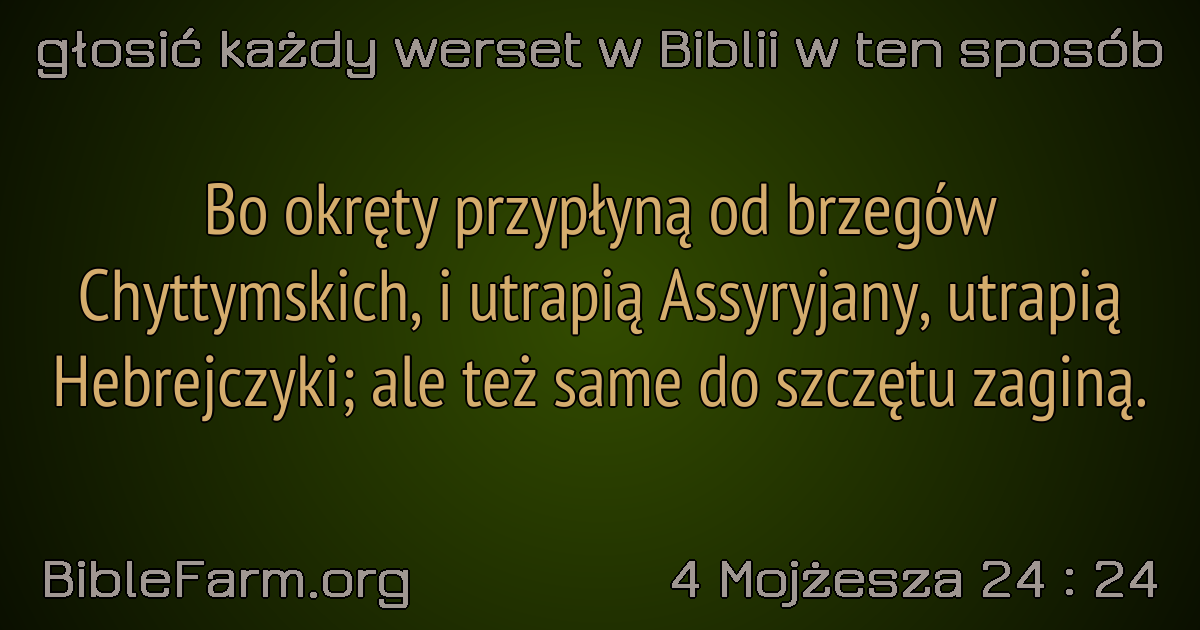 głosić każdy werset w Biblii w ten sposób
Bo okręty przypłyną od brzegów
Chyttymskich, i utrapią Assyryjany, utrapią
Hebrejczyki; ale też same do szczętu zaginą.
BibleFarm.org
4 Mojżesza 24 : 24